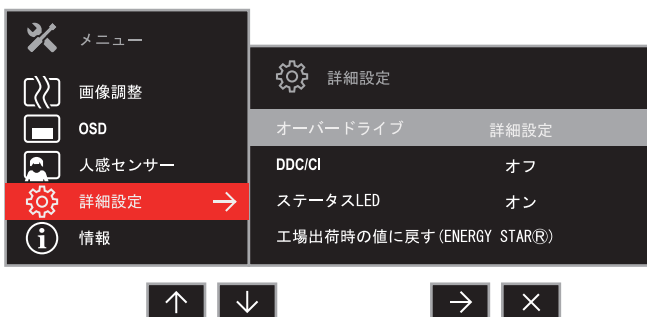 メニュー
画像調整
OSD
人感センサー
詳細設定
情報
詳細設定
オーバードライブ 詳細設定
DDC/CI オフ
ステータスLED オン
工場出荷時の値に戻す(ENERGY STAR®)